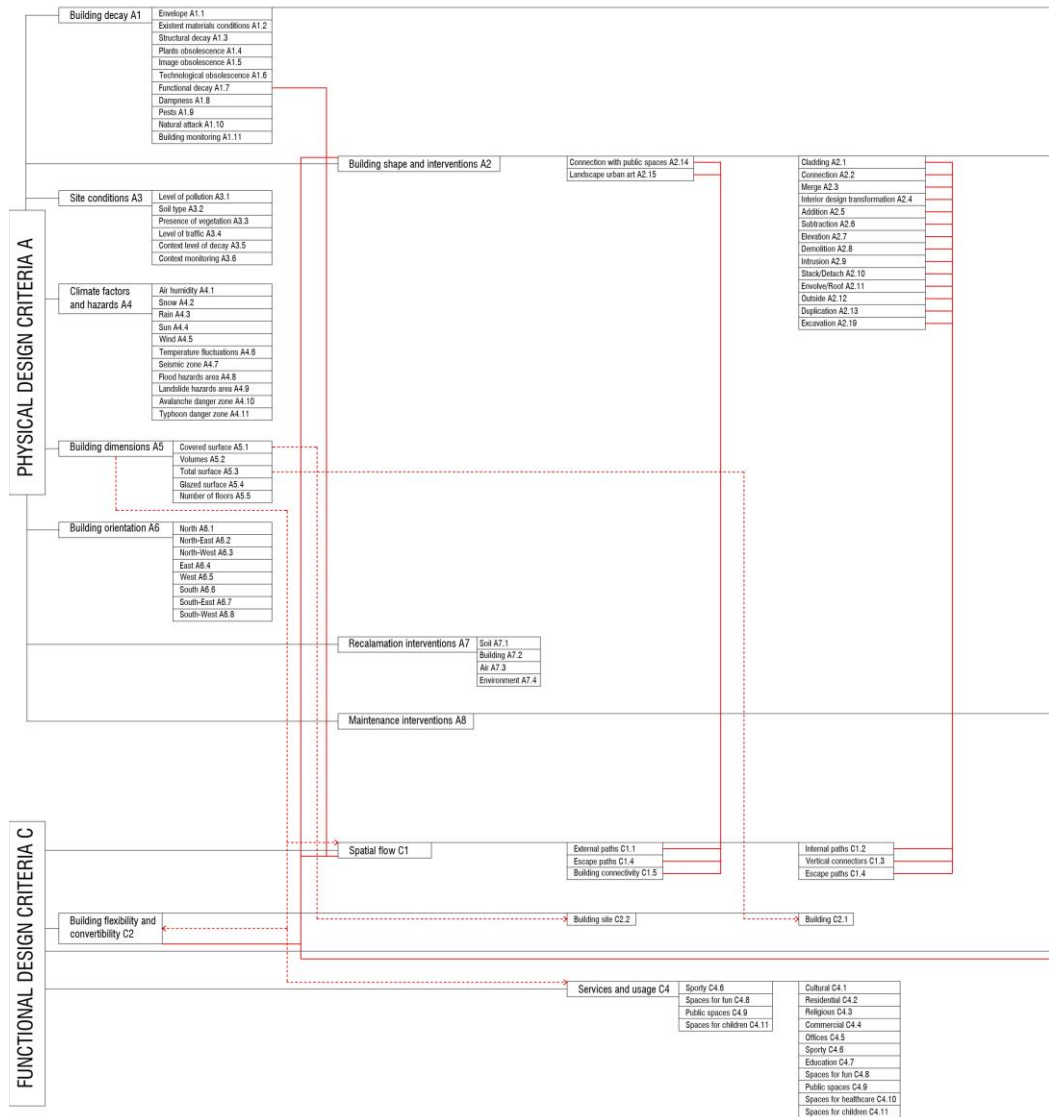 PHYSICAL DESIGN CRITERIA A
Building decay A1
Envelope A1.1
Existent materials conditions A1.2
Structural decay A1.3
Plants obsolescence A1.4
Image obsolescence A1.5
Technological obsolescence A1.6
Functional decay A1.7
Dampness A1.8
Pests A1.9
Natural attack A1.10
Building monitoring A1.11
Building shape and interventions A2
Connection with public spaces A2.14
Landscape urban art A2.15
Cladding A2.1
Connection A2.2
Merge A2.3
Interior design transformation A2.4
Addition A2.5
Subtraction A2.6
Elevation A2.7
Demolition A2.8
Intrusion A2.9
Stack/Detach A2.10
Envolve/Roof A2.11
Outside A2.12
Duplication A2.13
Excavation A2.19
Site conditions A3
Level of pollution A3.1
Soil type A3.2
Presence of vegetation A3.3
Level of traffic A3.4
Context level of decay A3.5
Context monitoring A3.6
Climate factors
and hazards A4
Air humidity A4.1
Snow A4.2
Rain A4.3
Sun A4.4
Wind A4.5
Temperature fluctuations A4.6
Seismic zone A4.7
Flood hazards area A4.8
Landslide hazards area A4.9
Avalanche danger zone A4.10
Typhoon danger zone A4.11
Building dimensions A5
Covered surface A5.1
Volumes A5.2
Total surface A5.3
Glazed surface A5.4
Number of floors A5.5
Building orientation A6
North A6.1
North-East A6.2
North-West A6.3
East A6.4
West A6.5
South A6.6
South-East A6.7
South-West A6.8
Recalamation interventions A7
Soil A7.1
Building A7.2
Air A7.3
Environment A7.4
Maintenance interventions A8
FUNCTIONAL DESIGN CRITERIA C
Spatial flow C1
External paths C1.1
Escape paths C1.4
Building connectivity C1.5
Internal paths C1.2
Vertical connectors C1.3
Escape paths C1.4
Building flexibility and
convertibility C2
Building site C2.2
Building C2.1
Services and usage C4
Sporty C4.6
Spaces for fun C4.8
Public spaces C4.9
Spaces for children C4.11
Cultural C4.1
Residential C4.2
Religious C4.3
Commercial C4.4
Offices C4.5
Sporty C4.6
Education C4.7
Spaces for fun C4.8
Public spaces C4.9
Spaces for healthcare C4.10
Spaces for children C4.11